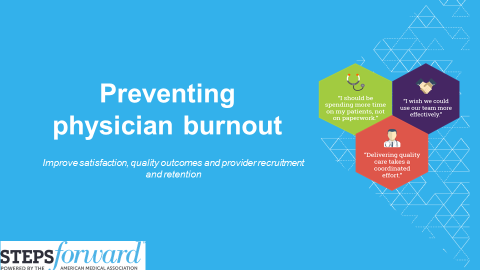 Preventing
physician burnout
Improve satisfaction, quality outcomes and provider recruitment
and retention
"I should be
spending more time
on my patients, not
on paperwork."
"I wish we could
use our team more
effectively."
"Delivering quality
care takes a
coordinated
effort."
STEPSforward
POWERED BY THE AMERICAN MEDICAL ASSOCIATION